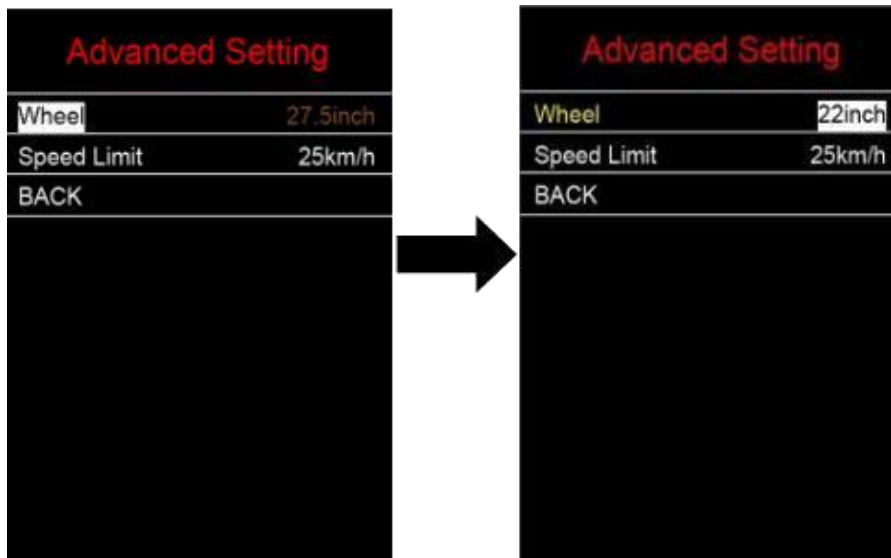 Advanced Setting
Wheel 27.5inch
Speed Limit 25km/h
BACK
Advanced Setting
Wheel 22inch
Speed Limit 25km/h
BACK